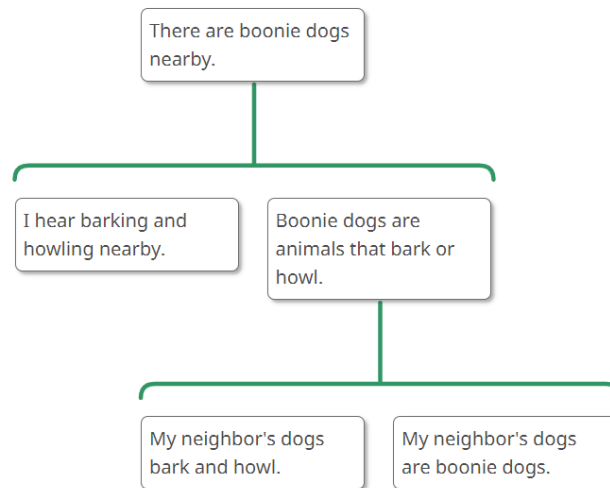 There are boonie dogs
nearby.
I hear barking and
howling nearby.
Boonie dogs are
animals that bark or
howl.
My neighbor's dogs
bark and howl.
My neighbor's dogs
are boonie dogs.